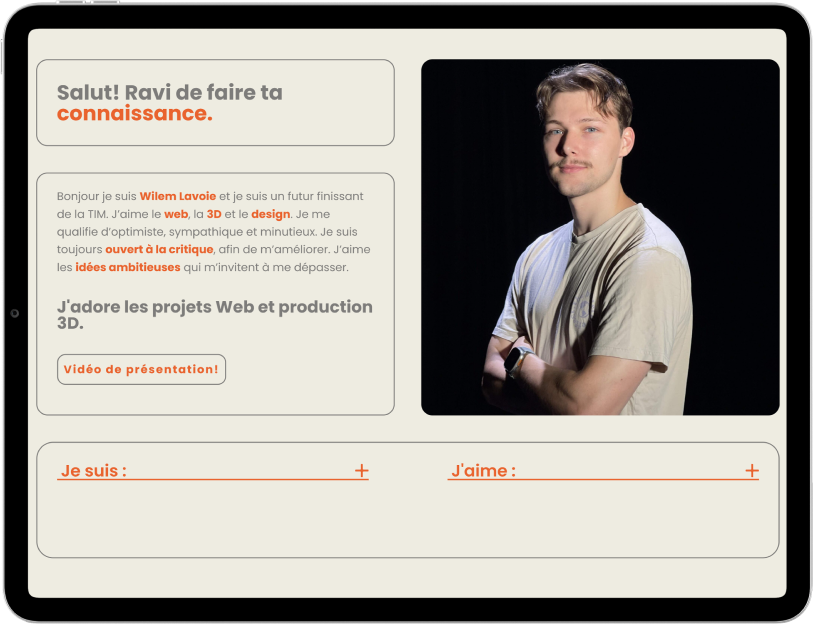 Salut! Ravi de faire ta
connaissance.
Bonjour je suis Wilem Lavoie et je suis un futur finissant
de la TIM. J'aime le web, la 3D et le design. Je me
qualifie d'optimiste, sympathique et minutieux. Je suis
toujours ouvert à la critique, afin de m'améliorer. J'aime
les idées ambitieuses qui m'invitent à me dépasser.
J'adore les projets Web et production
3D.
Vidéo de présentation!
Je suis : +
J'aime : +